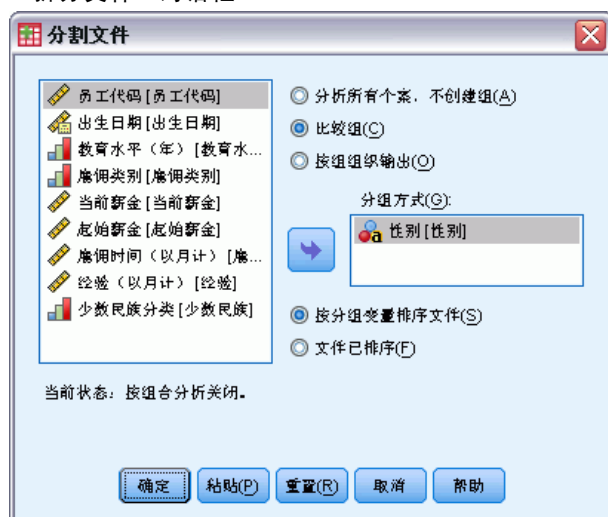 分割文件
员工代码 [员工代码]
出生日期 [出生日期]
教育水平（年） [教育水...
雇佣类别 [雇佣类别]
当前薪金 [当前薪金]
起始薪金 [起始薪金]
雇佣时间（以月计） [雇...
经验（以月计） [经验]
少数民族分类 [少数民族]
分析所有个案，不创建组(A)
比较组(C)
按组组织输出(O)
分组方式(G):
性别 [性别]
按分组变量排序文件(S)
文件已排序(F)
当前状态：按组合分析关闭。
确定
粘贴(P)
重置(R)
取消
帮助